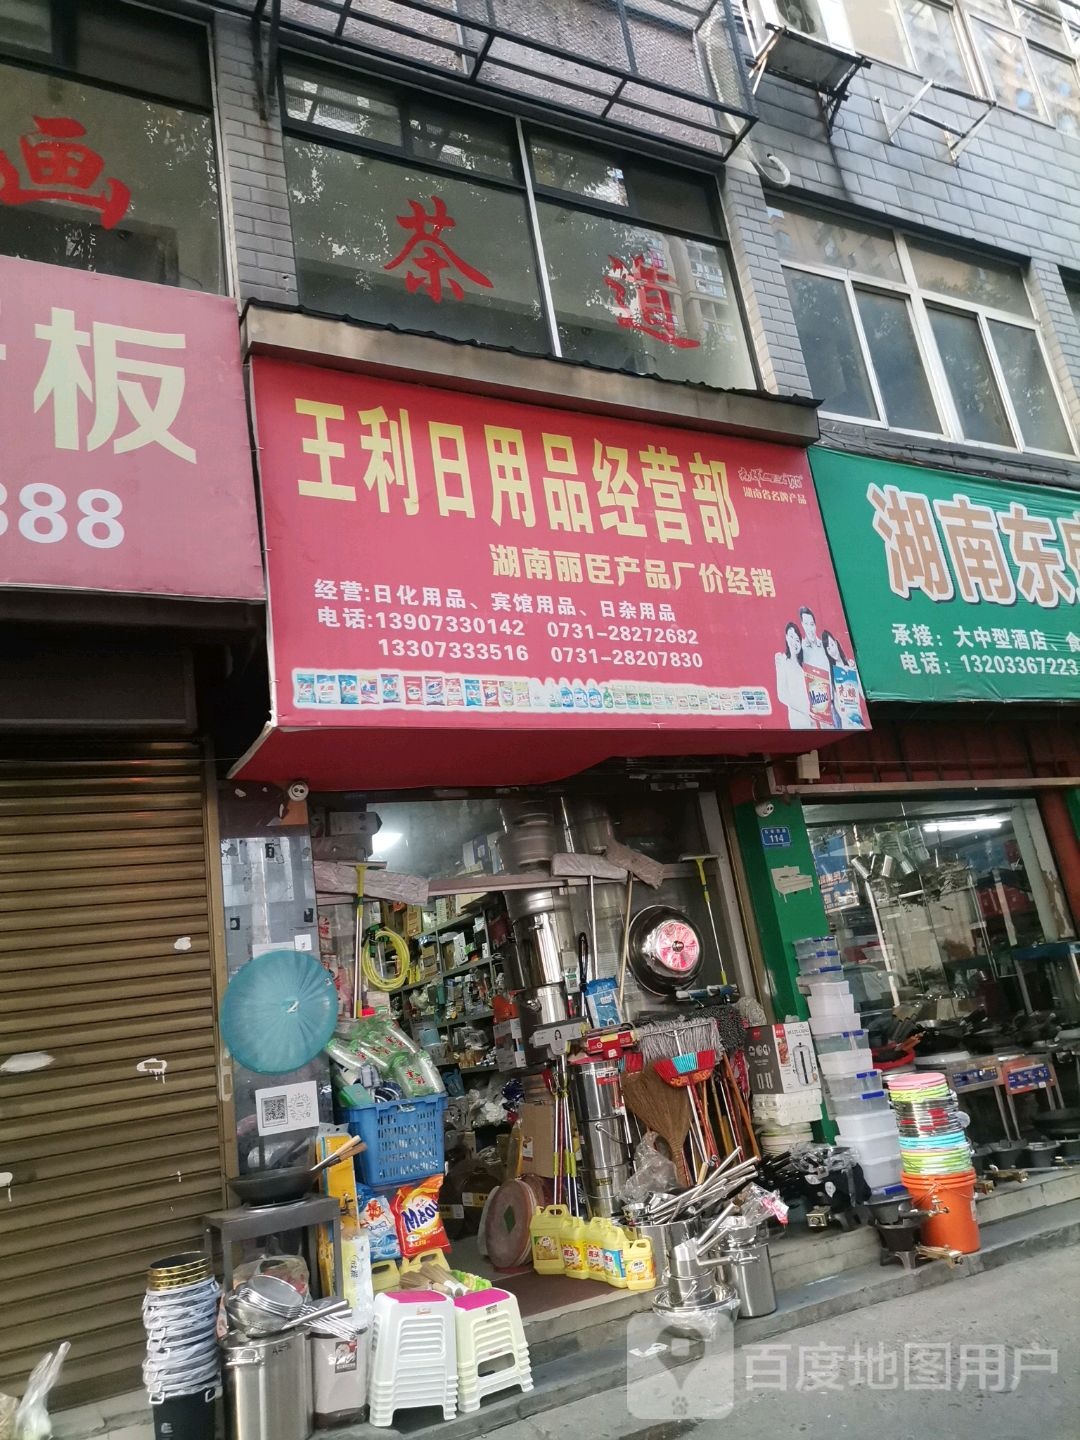 画
茶 道
板
888
王利日用品经营部
湖南省名牌产品
湖南丽臣产品厂价经销
经营:日化用品、宾馆用品、日杂用品
电话:13907330142 0731-28272682
13307333516 0731-28207830
湖南东
承接:大中型酒店、食
电话:13203367223
114
百度地图用户